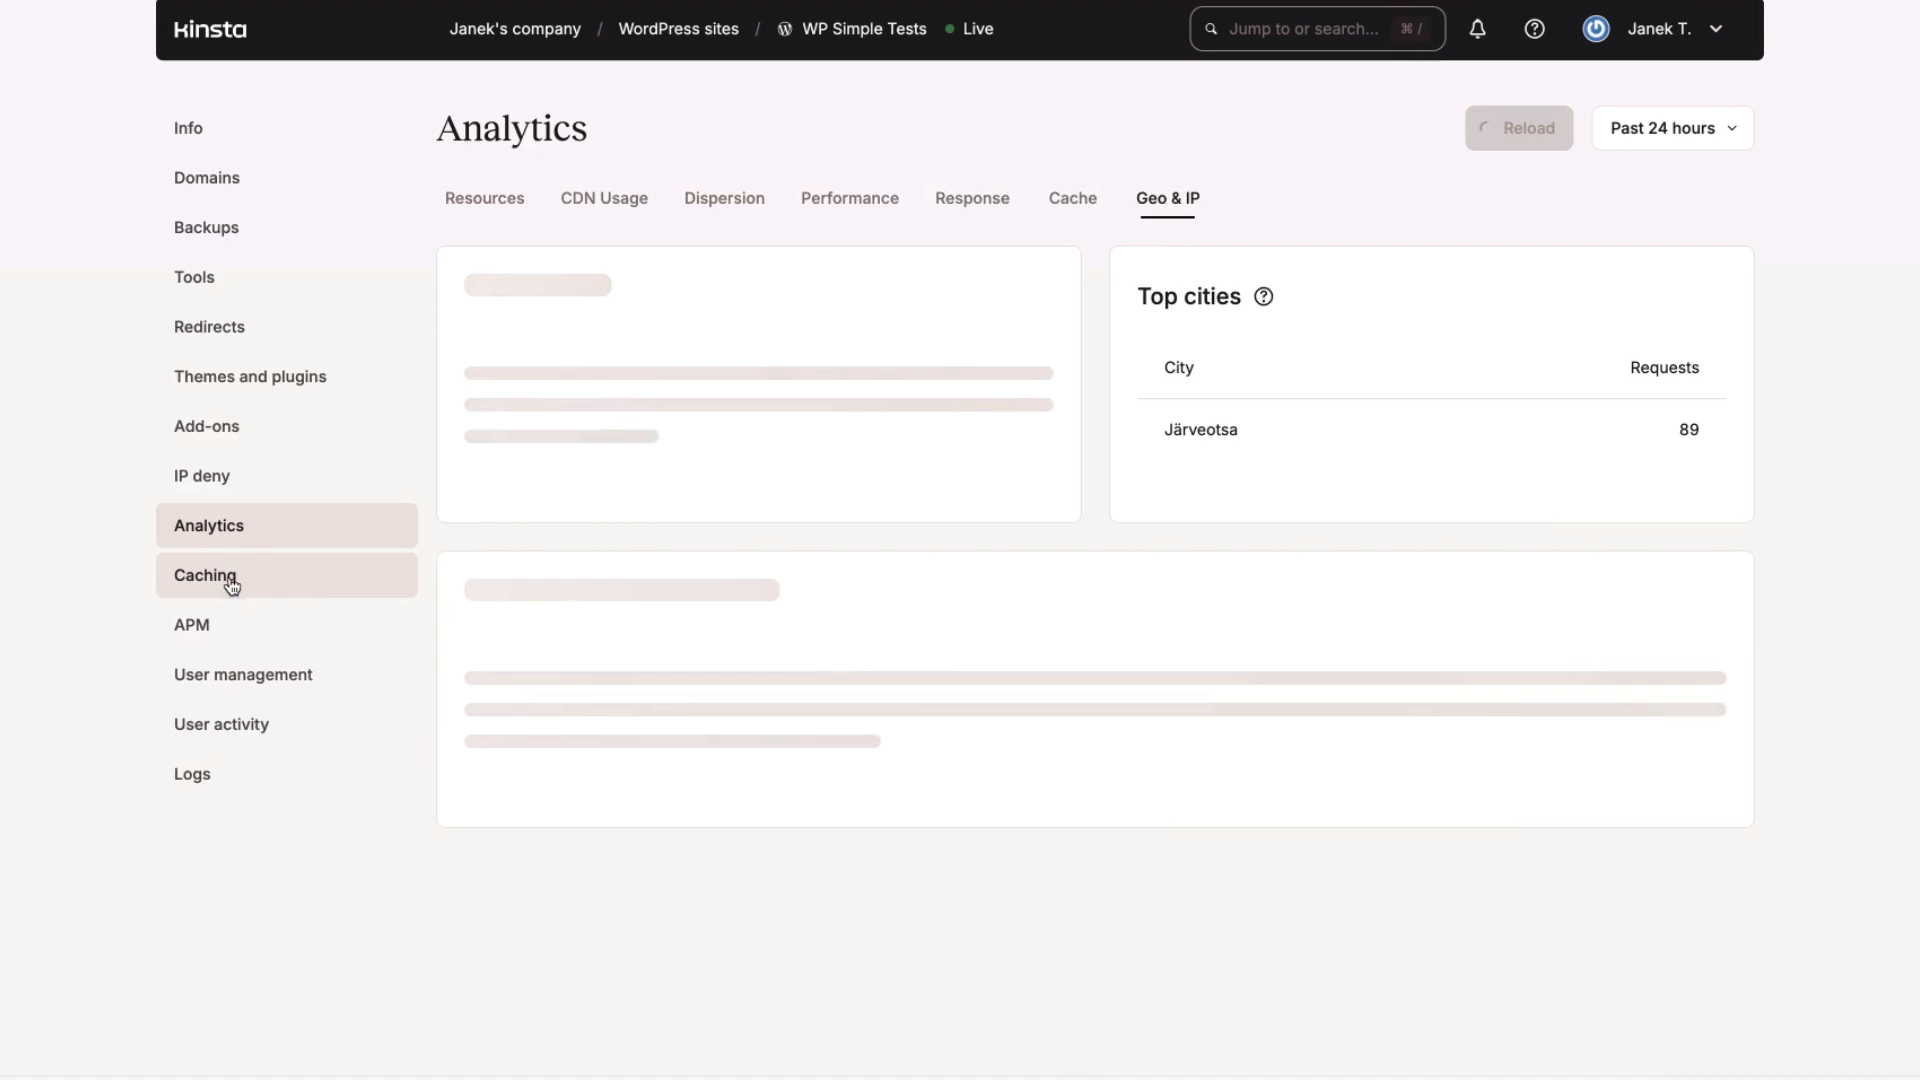 Kinsta
Janek's company / WordPress sites / WP Simple Tests Live
Jump to or search... ⌘ /
Janek T.
Info
Domains
Backups
Tools
Redirects
Themes and plugins
Add-ons
IP deny
Analytics
Caching
APM
User management
User activity
Logs
Analytics
Reload
Past 24 hours
Resources CDN Usage Dispersion Performance Response Cache Geo & IP
Top cities
City Requests
Järveotsa 89